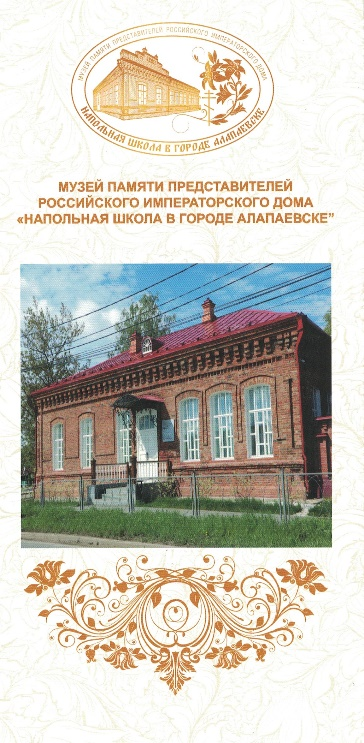 МУЗЕЙ ПАМЯТИ ПРЕДСТАВИТЕЛЕЙ РОССИЙСКОГО ИМПЕРАТОРСКОГО ДОМА
НАПОЛЬНАЯ ШКОЛА В ГОРОДЕ АЛАПАЕВСКЕ
МУЗЕЙ ПАМЯТИ ПРЕДСТАВИТЕЛЕЙ
РОССИЙСКОГО ИМПЕРАТОРСКОГО ДОМА
«НАПОЛЬНАЯ ШКОЛА В ГОРОДЕ АЛАПАЕВСКЕ"